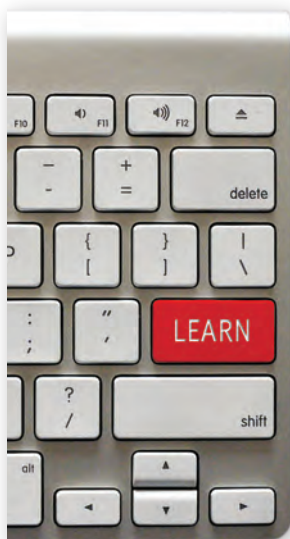 F10 F11 F12
— +
- =
delete
{ } |
[ ] \
: "
; ' LEARN
?
/ shift
alt